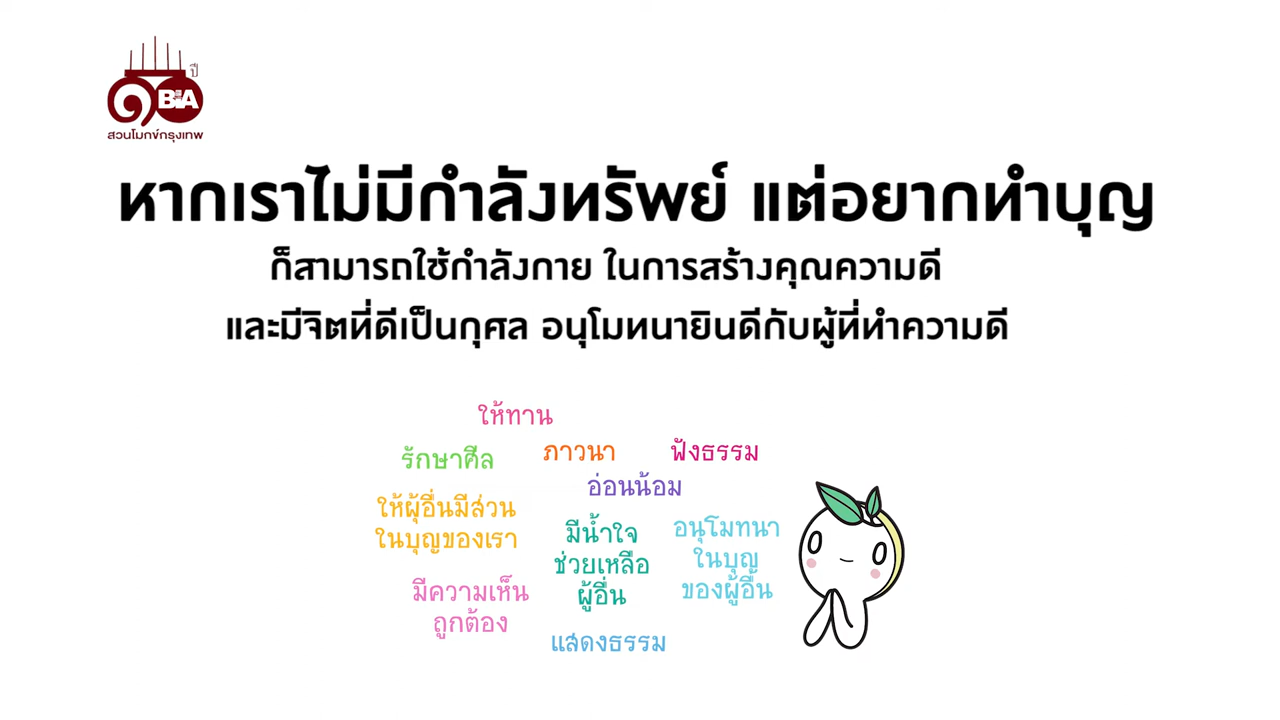 ๑๐ ปี
BIA
สวนโมกข์กรุงเทพ
หากเราไม่มีกำลังทรัพย์ แต่อยากทำบุญ
ก็สามารถใช้กำลังกาย ในการสร้างคุณความดี
และมีจิตที่ดีเป็นกุศล อนุโมทนายินดีกับผู้ที่ทำความดี
ให้ทาน
รักษาศีล
ภาวนา
ฟังธรรม
อ่อนน้อม
ให้ผู้อื่นมีส่วน
ในบุญของเรา
มีน้ำใจ
ช่วยเหลือ
ผู้อื่น
อนุโมทนา
ในบุญ
ของผู้อื่น
มีความเห็น
ถูกต้อง
แสดงธรรม